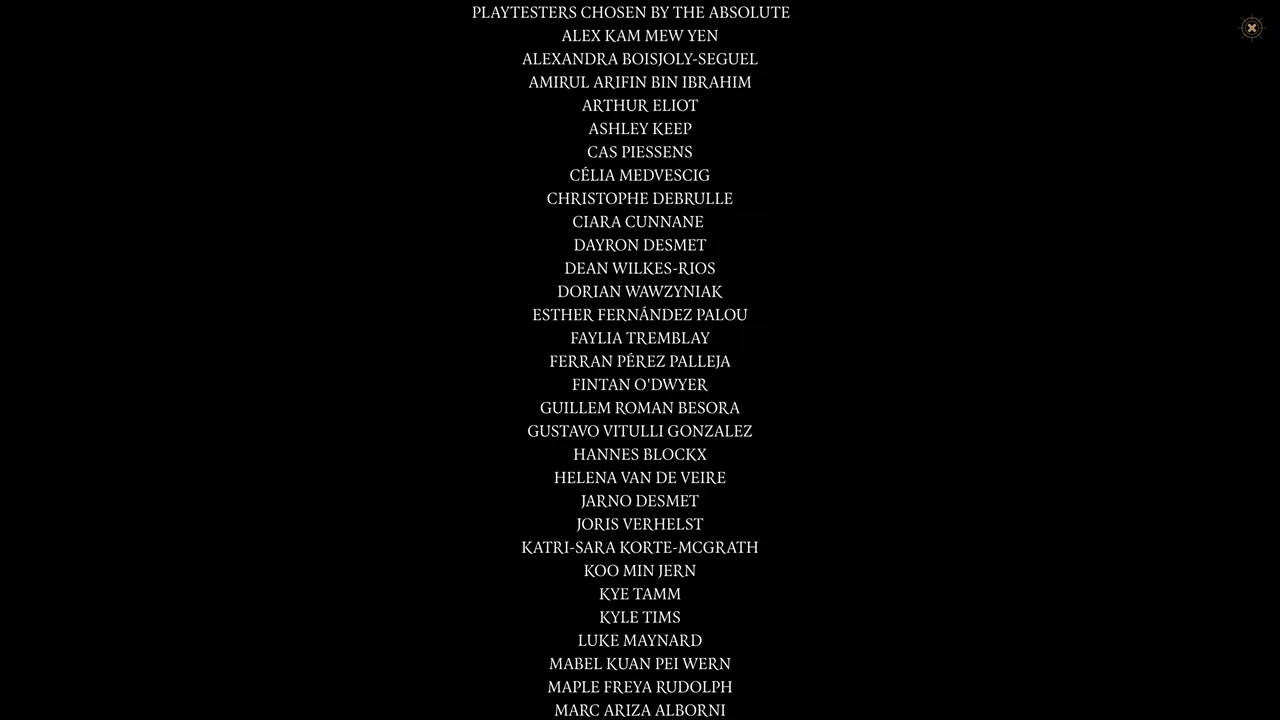 PLAYTESTERS CHOSEN BY THE ABSOLUTE
ALEX KAM MEW YEN
ALEXANDRA BOISJOLY-SEGUEL
AMIRUL ARIFIN BIN IBRAHIM
ARTHUR ELIOT
ASHLEY KEEP
CAS PIESSENS
CÉLIA MEDVESCIG
CHRISTOPHE DEBRULLE
CIARA CUNNANE
DAYRON DESMET
DEAN WILKES-RIOS
DORIAN WAWZYNIAK
ESTHER FERNÁNDEZ PALOU
FAYLIA TREMBLAY
FERRAN PÉREZ PALLEJA
FINTAN O'DWYER
GUILLEM ROMAN BESORA
GUSTAVO VITULLI GONZALEZ
HANNES BLOCKX
HELENA VAN DE VEIRE
JARNO DESMET
JORIS VERHELST
KATRI-SARA KORTE-MCGRATH
KOO MIN JERN
KYE TAMM
KYLE TIMS
LUKE MAYNARD
MABEL KUAN PEI WERN
MAPLE FREYA RUDOLPH
MARC ARIZA ALBORNI